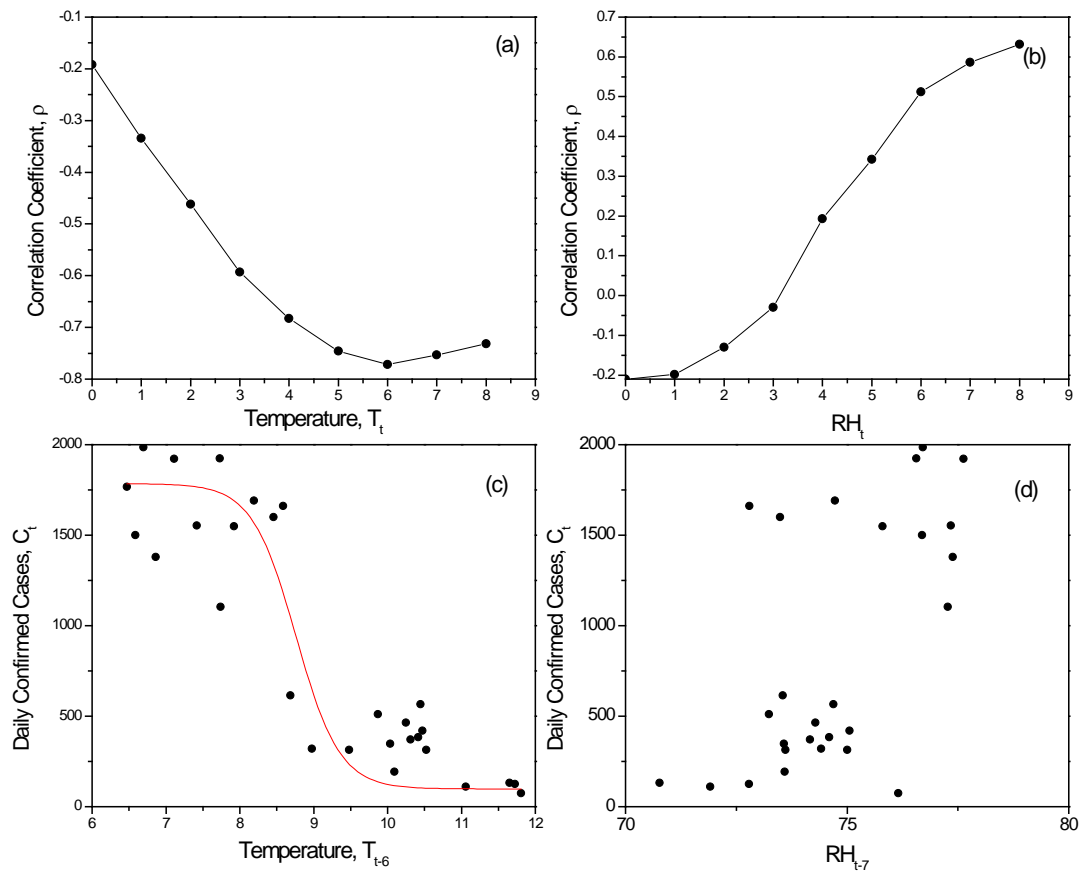 (a)
-0.1
-0.2
-0.3
-0.4
-0.5
-0.6
-0.7
-0.8
Correlation Coefficient, ρ
0 1 2 3 4 5 6 7 8 9
Temperature, Tt
(b)
0.7
0.6
0.5
0.4
0.3
0.2
0.1
0.0
-0.1
-0.2
Correlation Coefficient, ρ
0 1 2 3 4 5 6 7 8 9
RHt
(c)
2000
1500
1000
500
0
Daily Confirmed Cases, Ct
6 7 8 9 10 11 12
Temperature, Tt-6
(d)
2000
1500
1000
500
0
Daily Confirmed Cases, Ct
70 75 80
RHt-7